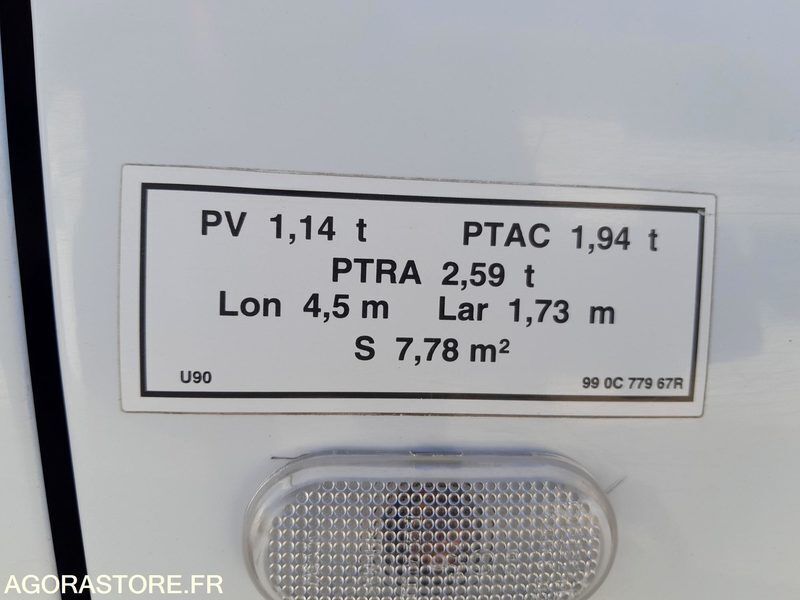 PV 1,14 t PTAC 1,94 t
PTRA 2,59 t
Lon 4,5 m Lar 1,73 m
S 7,78 m²
U90 99 0C 779 67R
AGORASTORE.FR